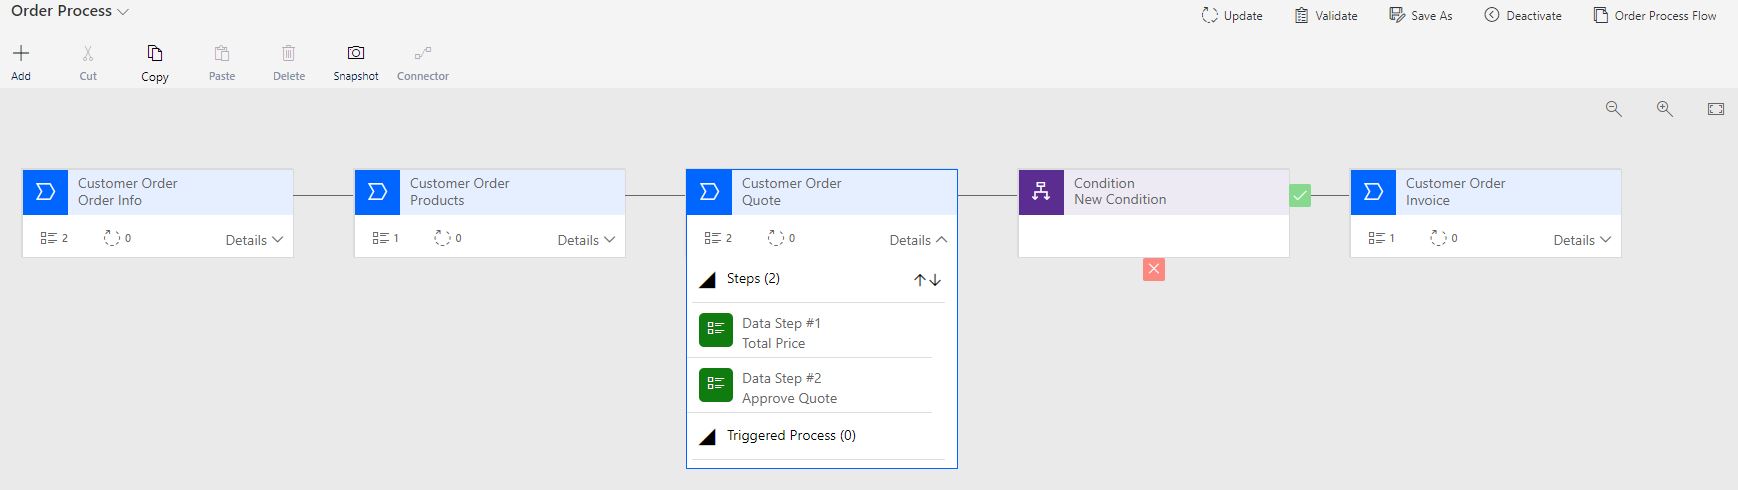 Order Process
Update
Validate
Save As
Deactivate
Order Process Flow
Add
Cut
Copy
Paste
Delete
Snapshot
Connector
Customer Order
Order Info
2
0
Details
Customer Order
Products
1
0
Details
Customer Order
Quote
2
0
Details
Steps (2)
Data Step #1
Total Price
Data Step #2
Approve Quote
Triggered Process (0)
Condition
New Condition
Customer Order
Invoice
1
0
Details